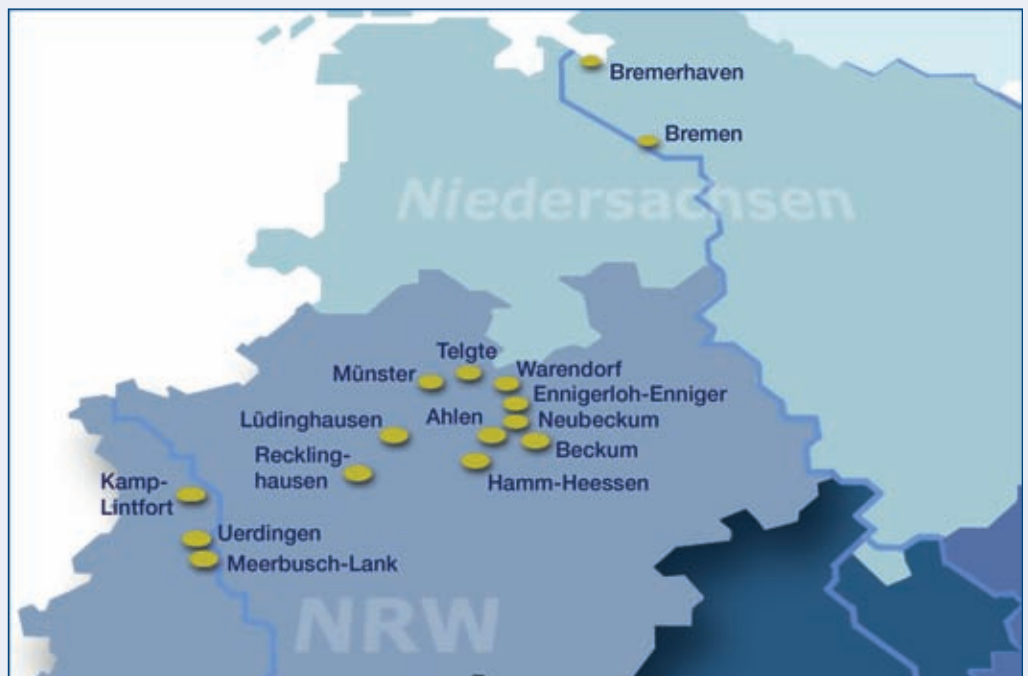 Bremerhaven
Bremen
Niedersachsen
Telgte
Münster
Warendorf
Ennigerloh-Enniger
Lüdinghausen
Ahlen
Neubeckum
Beckum
Reckling-
hausen
Hamm-Heessen
Kamp-
Lintfort
Uerdingen
Meerbusch-Lank
NRW